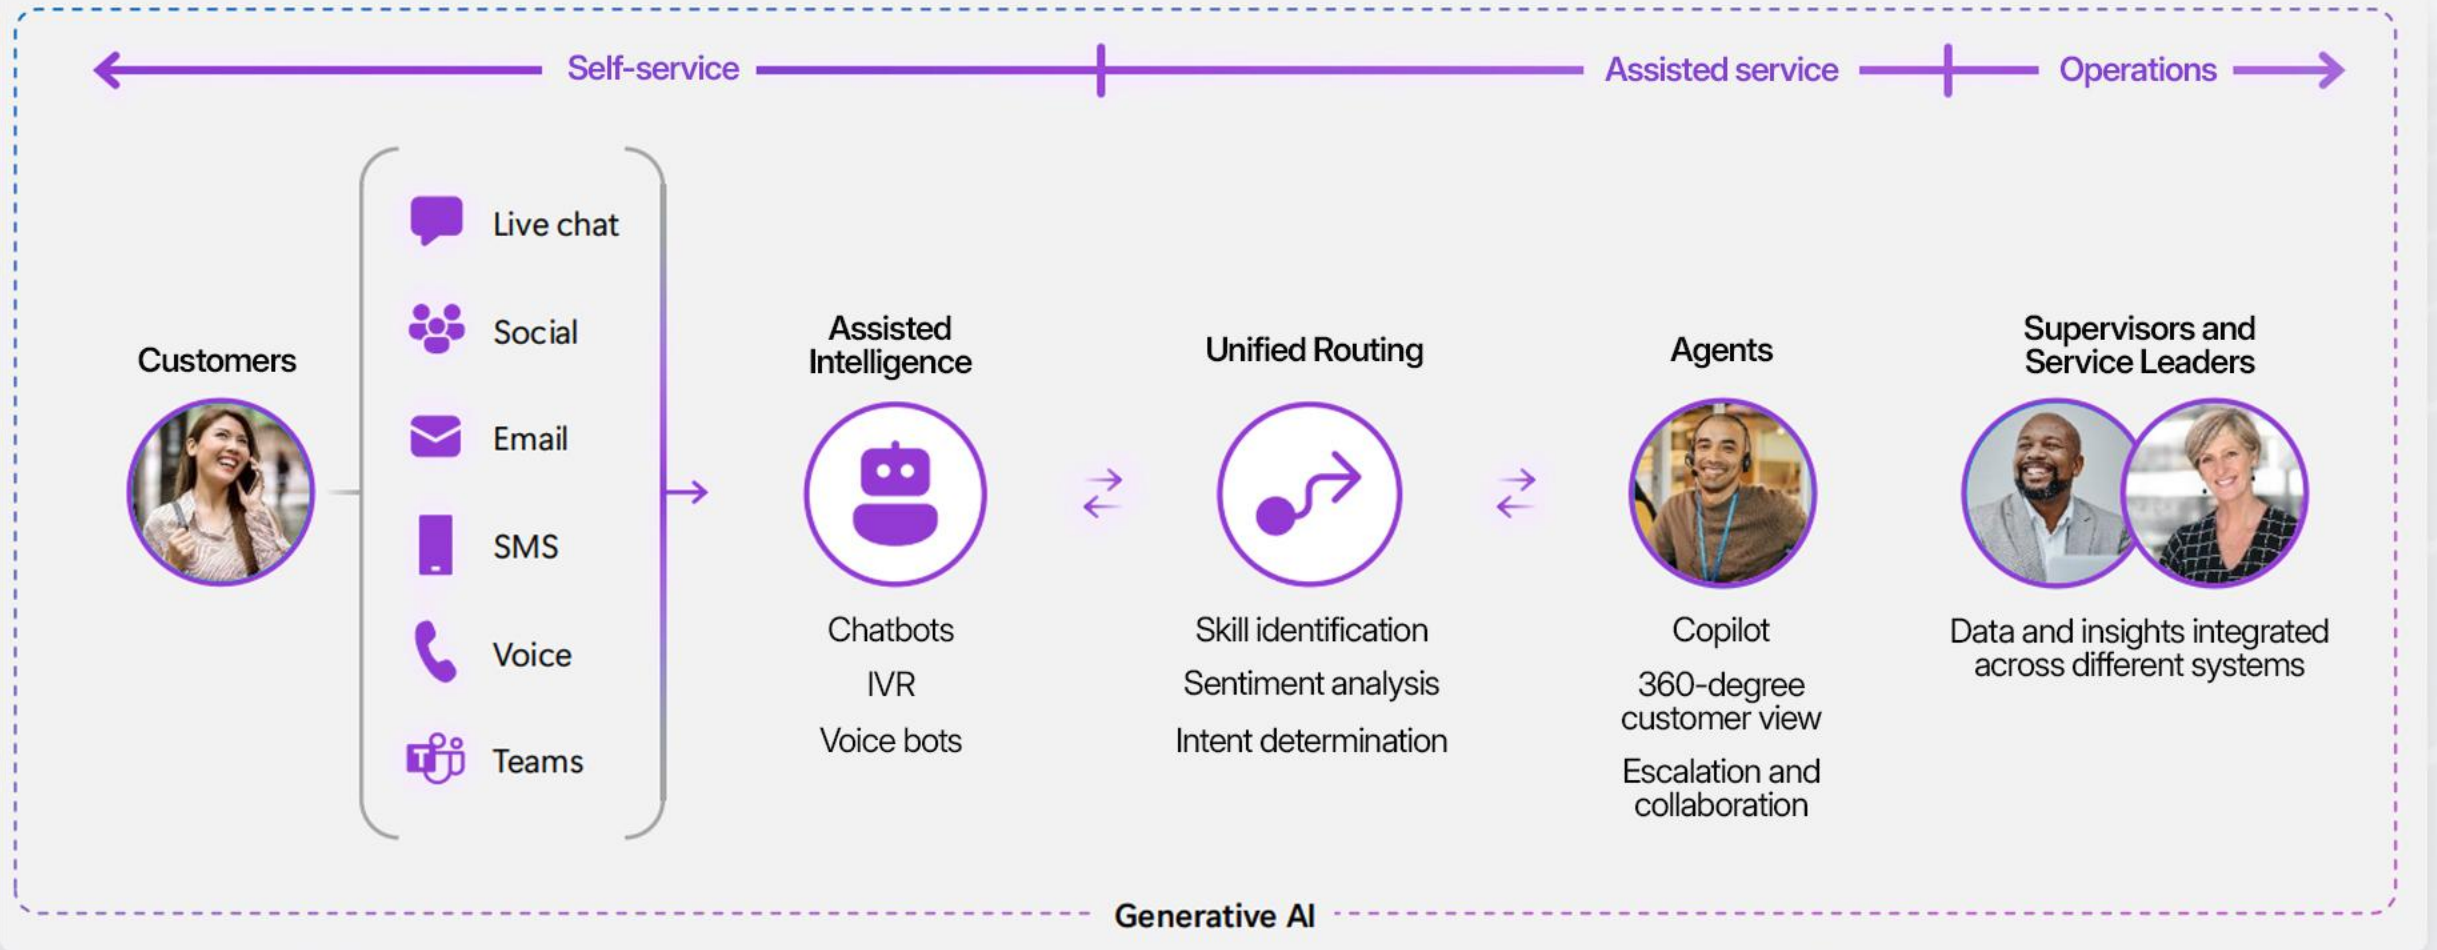 Self-service
Assisted service
Operations
Customers
Live chat
Social
Email
SMS
Voice
T
Teams
Assisted
Intelligence
Chatbots
IVR
Voice bots
Unified Routing
Skill identification
Sentiment analysis
Intent determination
Agents
Copilot
360-degree
customer view
Escalation and
collaboration
Supervisors and
Service Leaders
Data and insights integrated
across different systems
Generative AI